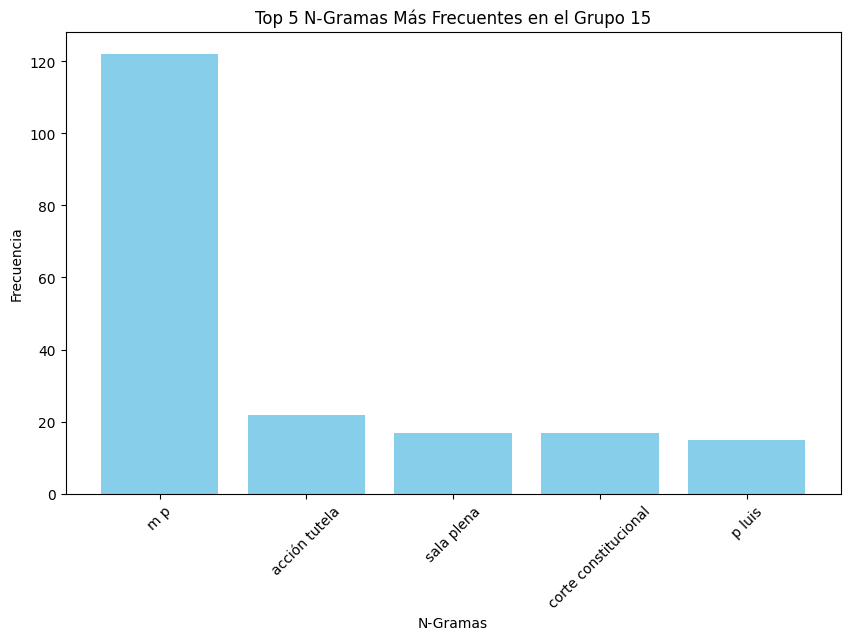 Top 5 N-Gramas Más Frecuentes en el Grupo 15
Frecuencia
120
100
80
60
40
20
0
m p
acción tutela
sala plena
corte constitucional
p luis
N-Gramas